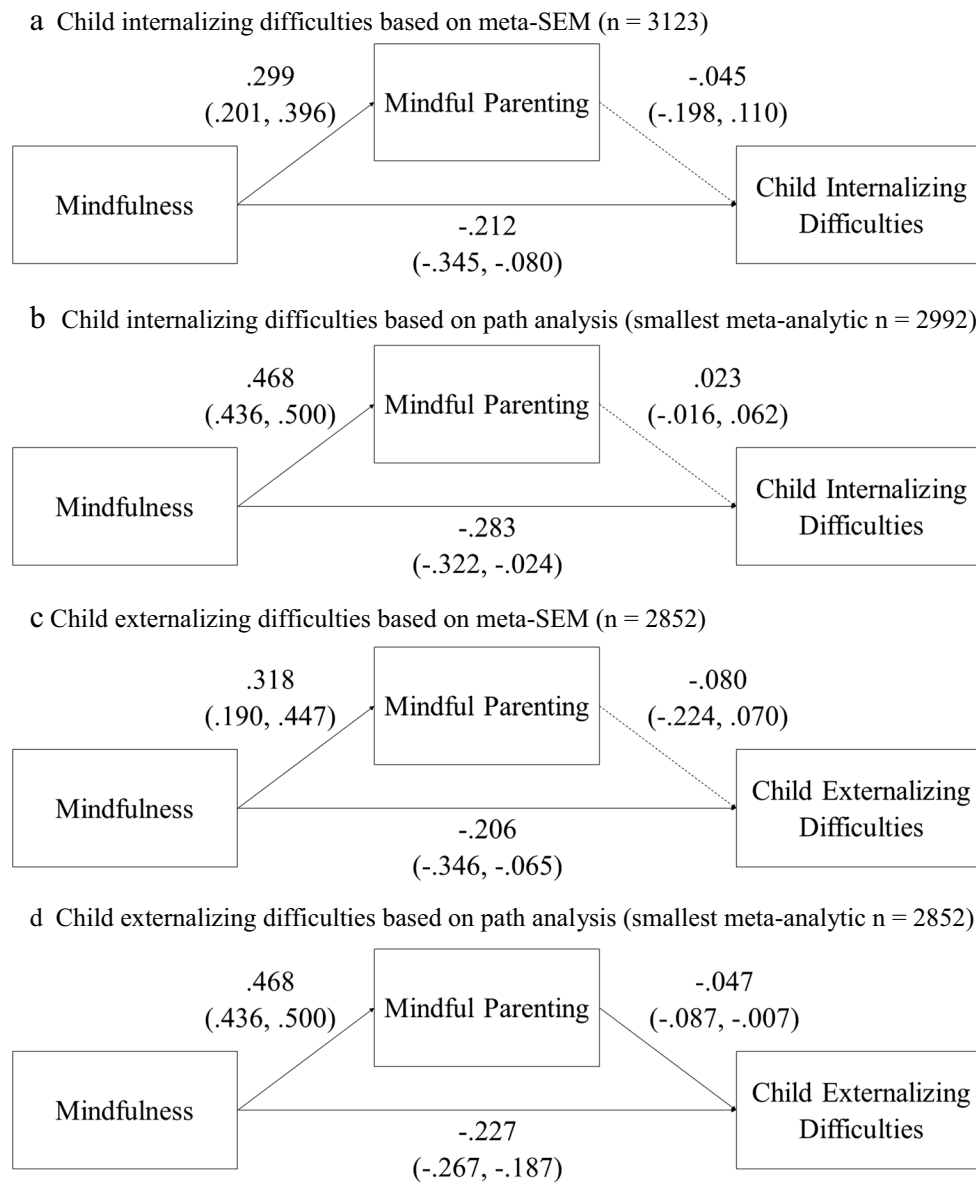 a Child internalizing difficulties based on meta-SEM (n = 3123)
.299
(.201, .396)
Mindful Parenting
-.045
(-.198, .110)
Mindfulness
Child Internalizing
Difficulties
-.212
(-.345, -.080)
b Child internalizing difficulties based on path analysis (smallest meta-analytic n = 2992)
.468
(.436, .500)
Mindful Parenting
.023
(-.016, .062)
Mindfulness
Child Internalizing
Difficulties
-.283
(-.322, -.024)
c Child externalizing difficulties based on meta-SEM (n = 2852)
.318
(.190, .447)
Mindful Parenting
-.080
(-.224, .070)
Mindfulness
Child Externalizing
Difficulties
-.206
(-.346, -.065)
d Child externalizing difficulties based on path analysis (smallest meta-analytic n = 2852)
.468
(.436, .500)
Mindful Parenting
-.047
(-.087, -.007)
Mindfulness
Child Externalizing
Difficulties
-.227
(-.267, -.187)